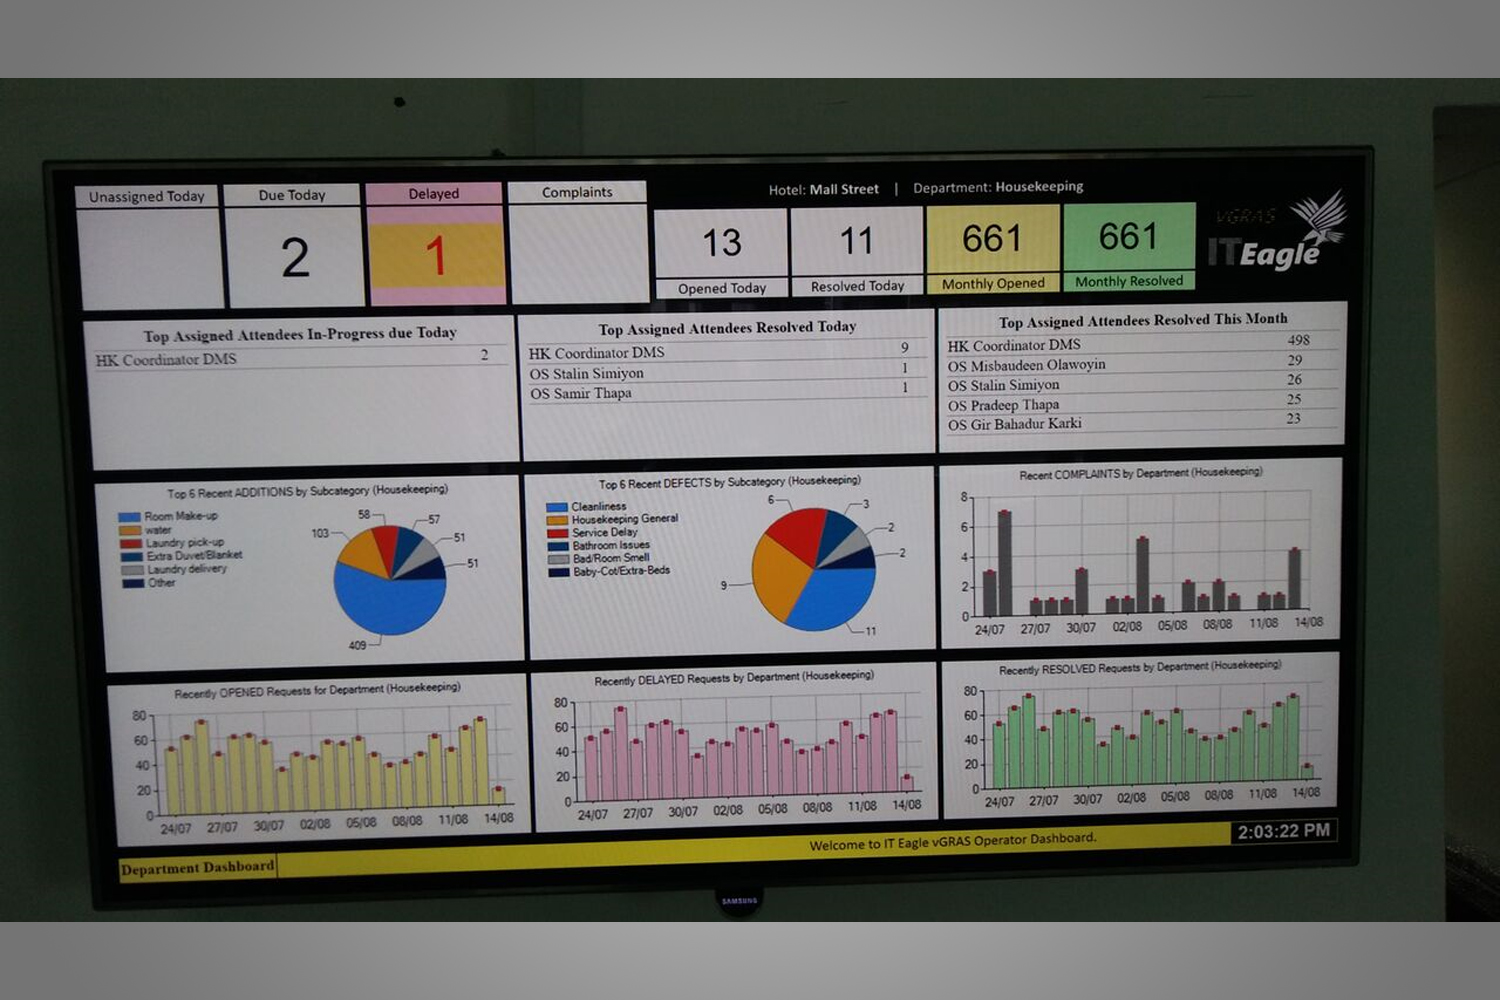 Unassigned Today
Due Today
2
Delayed
1
Complaints
Hotel: Mall Street | Department: Housekeeping
13
Opened Today
11
Resolved Today
661
Monthly Opened
661
Monthly Resolved
vGRAS
ITEagle
Top Assigned Attendees In-Progress due Today
HK Coordinator DMS 2
Top Assigned Attendees Resolved Today
HK Coordinator DMS 9
OS Stalin Simiyon 1
OS Samir Thapa 1
Top Assigned Attendees Resolved This Month
HK Coordinator DMS 498
OS Misbaudeen Olawoyin 29
OS Stalin Simiyon 26
OS Pradeep Thapa 25
OS Gir Bahadur Karki 23
Top 6 Recent ADDITIONS by Subcategory (Housekeeping)
Room Make-up
water
Laundry pick-up
Extra Duvet/Blanket
Laundry delivery
Other
58
57
103
51
51
409
Top 6 Recent DEFECTS by Subcategory (Housekeeping)
Cleanliness
Housekeeping General
Service Delay
Bathroom Issues
Bad/Room Smell
Baby-Cot/Extra-Beds
6
3
2
2
9
11
Recent COMPLAINTS by Department (Housekeeping)
8
6
4
2
0
24/07 27/07 30/07 02/08 05/08 08/08 11/08 14/08
Recently OPENED Requests for Department (Housekeeping)
80
60
40
20
0
24/07 27/07 30/07 02/08 05/08 08/08 11/08 14/08
Recently DELAYED Requests by Department (Housekeeping)
80
60
40
20
0
24/07 27/07 30/07 02/08 05/08 08/08 11/08 14/08
Recently RESOLVED Requests by Department (Housekeeping)
80
60
40
20
0
24/07 27/07 30/07 02/08 05/08 08/08 11/08 14/08
Department Dashboard
Welcome to IT Eagle vGRAS Operator Dashboard.
2:03:22 PM
SAMSUNG